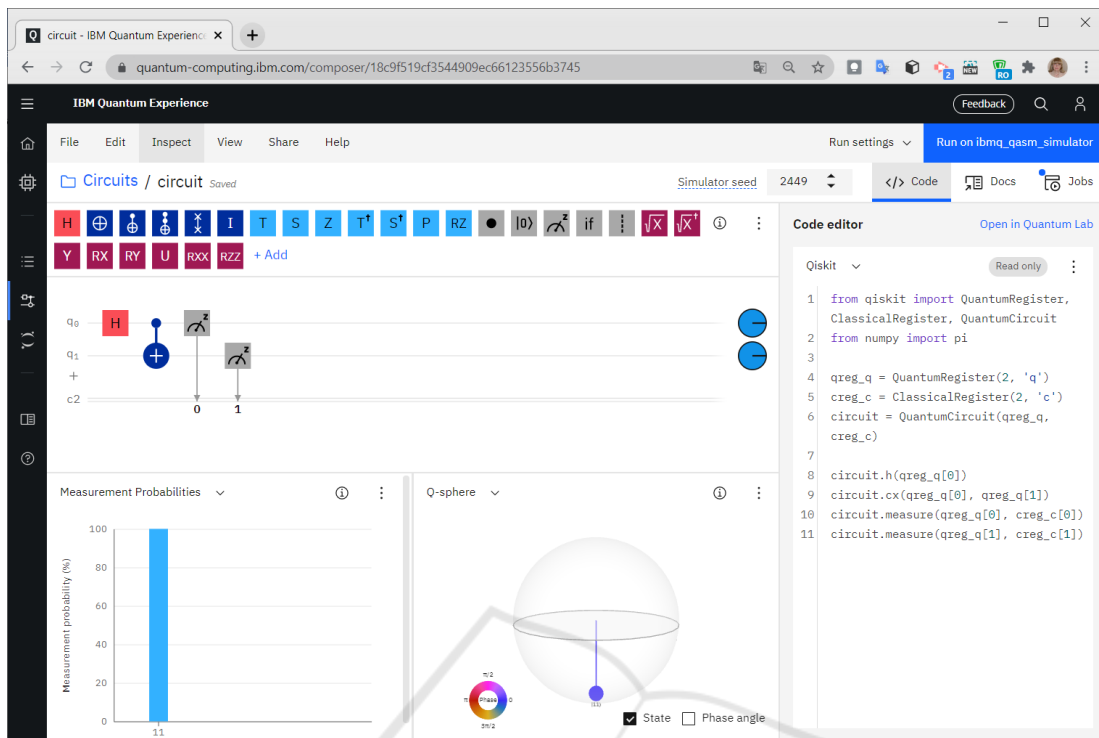 Q circuit - IBM Quantum Experience
quantum-computing.ibm.com/composer/18c9f519cf3544909ec66123556b3745
2 NEW RO
IBM Quantum Experience Feedback
File Edit Inspect View Share Help Run settings Run on ibmq_qasm_simulator
Circuits / circuit Saved Simulator seed 2449 </> Code Docs Jobs
H I T S Z T† S† P RZ |0⟩ z if √X √X†
Y RX RY U RXX RZZ + Add
q0 H z
q1 + z
+
c2
0 1
Measurement Probabilities
Measurement probability (%)
100
80
60
40
20
0
11
Q-sphere
|11⟩
π/2
π Phase 0
3π/2
State Phase angle
Code editor Open in Quantum Lab
Qiskit Read only
1 from qiskit import QuantumRegister,
ClassicalRegister, QuantumCircuit
2 from numpy import pi
3
4 qreg_q = QuantumRegister(2, 'q')
5 creg_c = ClassicalRegister(2, 'c')
6 circuit = QuantumCircuit(qreg_q,
creg_c)
7
8 circuit.h(qreg_q[0])
9 circuit.cx(qreg_q[0], qreg_q[1])
10 circuit.measure(qreg_q[0], creg_c[0])
11 circuit.measure(qreg_q[1], creg_c[1])